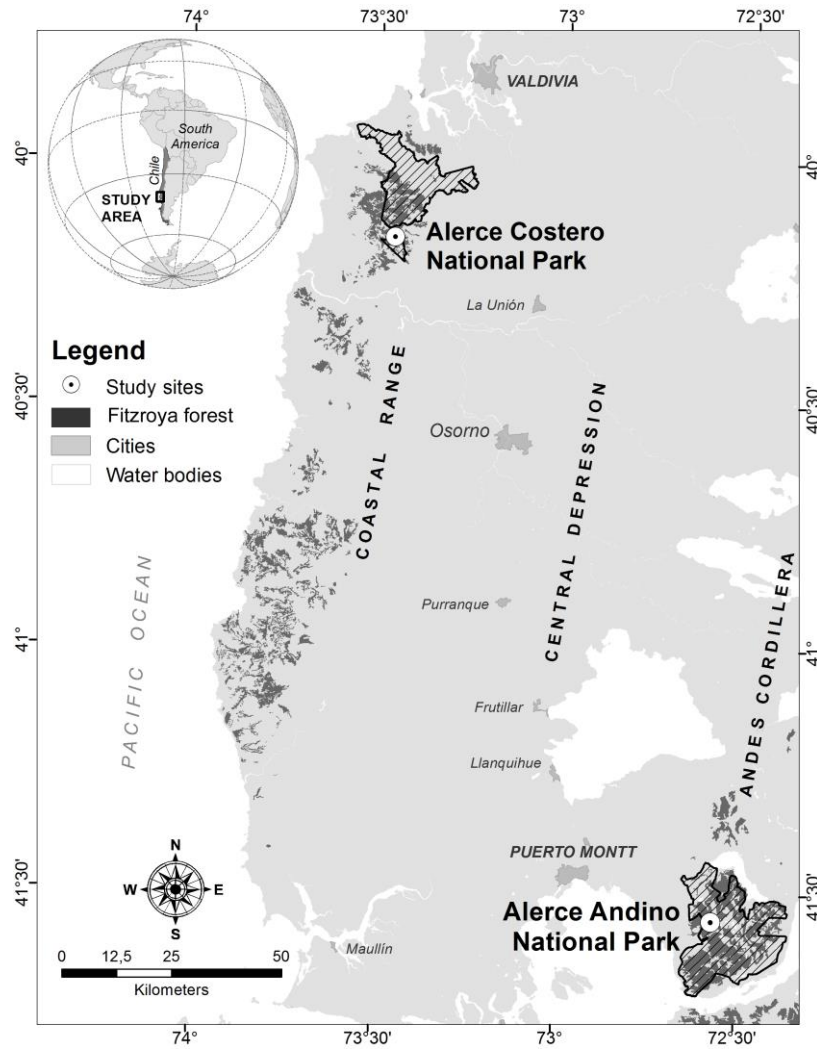 74°
73°30'
73°
72°30'
South
America
Chile
STUDY
AREA
VALDIVIA
40°
40°
Alerce Costero
National Park
La Unión
Legend
Study sites
Fitzroya forest
Cities
Water bodies
COASTAL RANGE
40°30'
40°30'
Osorno
CENTRAL DEPRESSION
PACIFIC OCEAN
Purranque
ANDES CORDILLERA
41°
41°
Frutillar
Llanquihue
N
W
E
S
PUERTO MONTT
41°30'
41°30'
Alerce Andino
National Park
Maullín
0
12,5
25
50
Kilometers
74°
73°30'
73°
72°30'